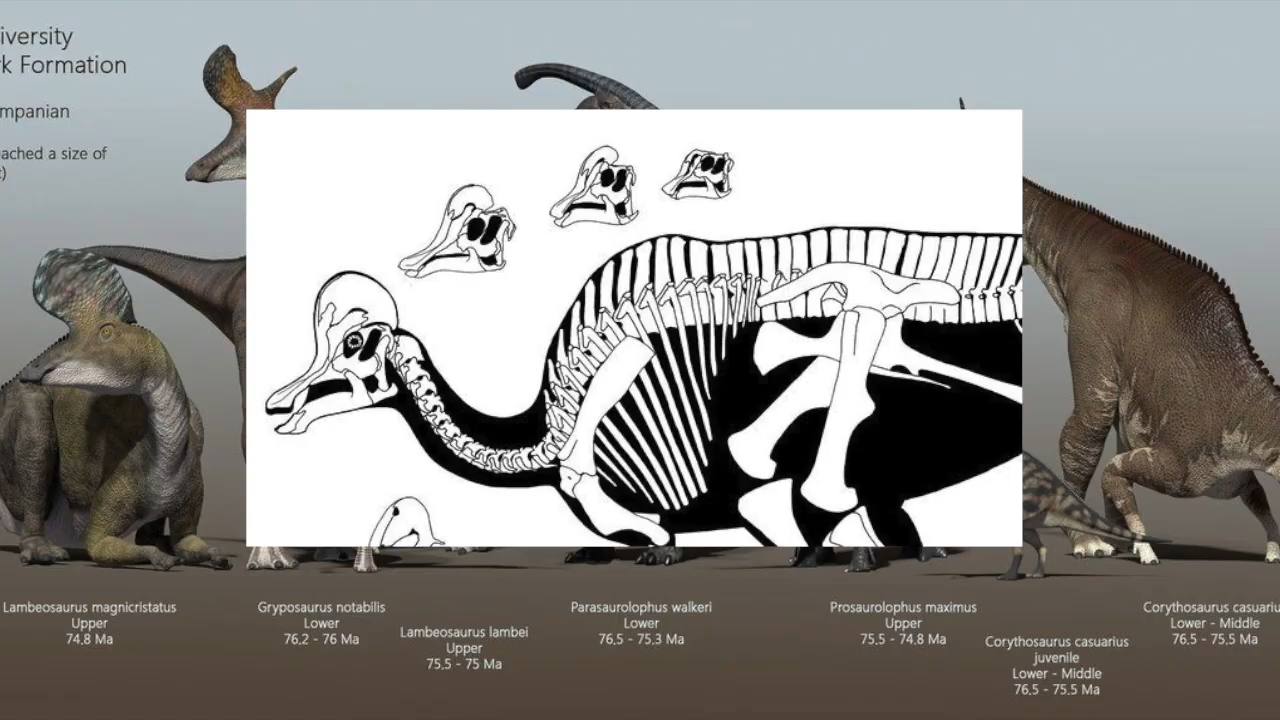 iversity
rk Formation
mpanian
ached a size of
t)
Lambeosaurus magnicristatus
Upper
74.8 Ma
Gryposaurus notabilis
Lower
76.2 - 76 Ma
Lambeosaurus lambei
Upper
75.5 - 75 Ma
Parasaurolophus walkeri
Lower
76.5 - 75.3 Ma
Prosaurolophus maximus
Upper
75.5 - 74.8 Ma
Corythosaurus casuarius
juvenile
Lower - Middle
76.5 - 75.5 Ma
Corythosaurus casuariu
Lower - Middle
76.5 - 75.5 Ma